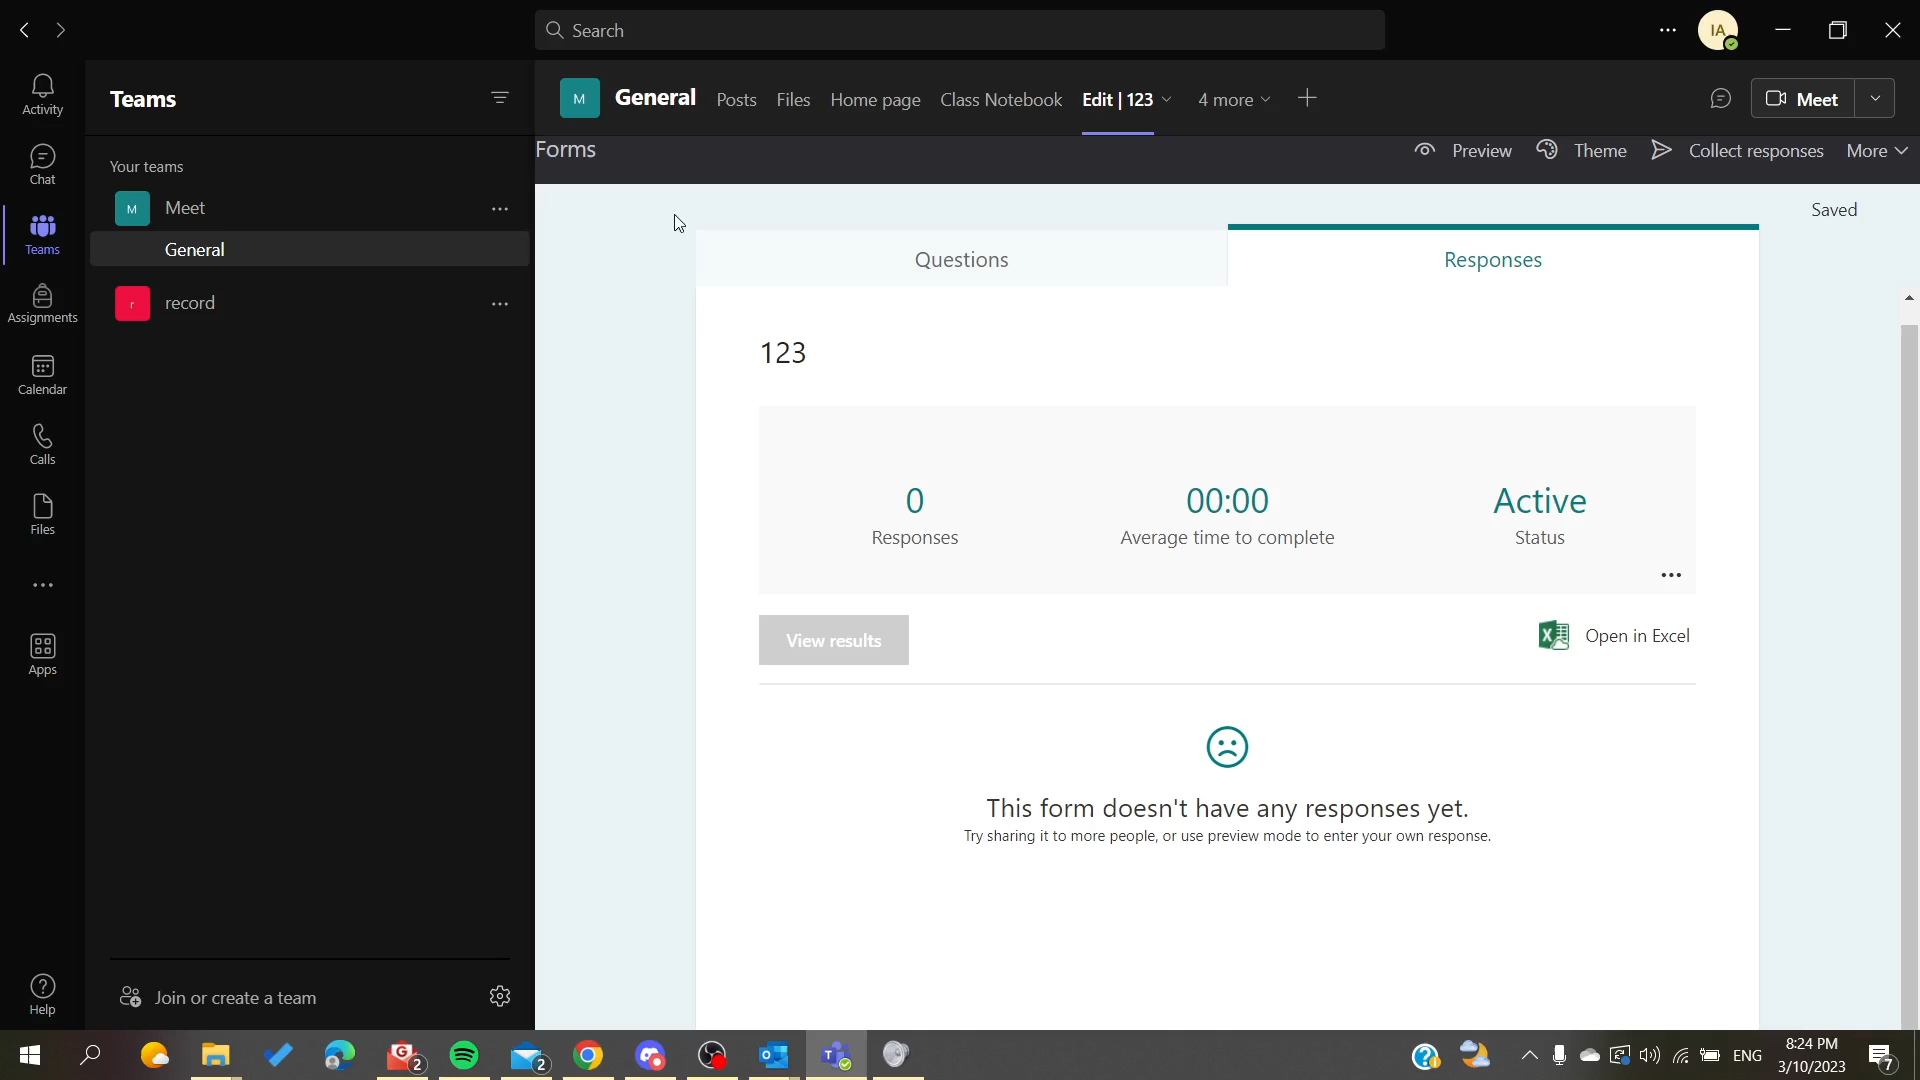 Search
IA
Activity
Chat
Teams
Assignments
Calendar
Calls
Files
Apps
Help
Teams
Your teams
M Meet
General
r record
Join or create a team
M General Posts Files Home page Class Notebook Edit | 123 4 more
Meet
Forms Preview Theme Collect responses More
Saved
Questions Responses
123
0 00:00 Active
Responses Average time to complete Status
View results Open in Excel
This form doesn't have any responses yet.
Try sharing it to more people, or use preview mode to enter your own response.
2 2 ENG 8:24 PM
3/10/2023 7